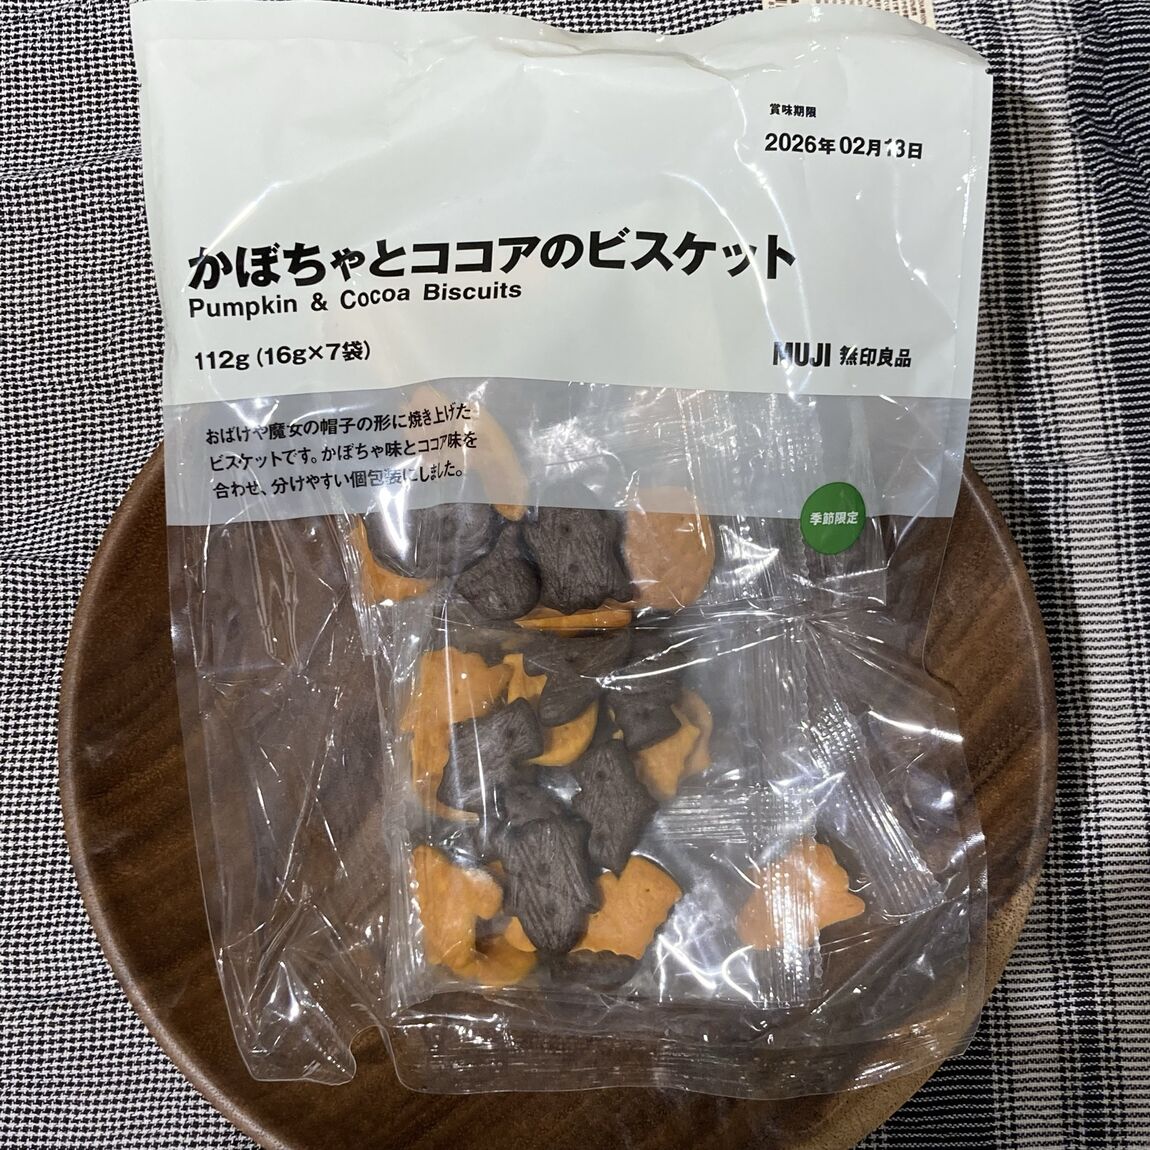 賞味期限
2026年02月13日
かぼちゃとココアのビスケット
Pumpkin & Cocoa Biscuits
112g (16g×7袋)
MUJI 無印良品
おばけや魔女の帽子の形に焼き上げた
ビスケットです。かぼちゃ味とココア味を
合わせ、分けやすい個包装にしました。
季節限定